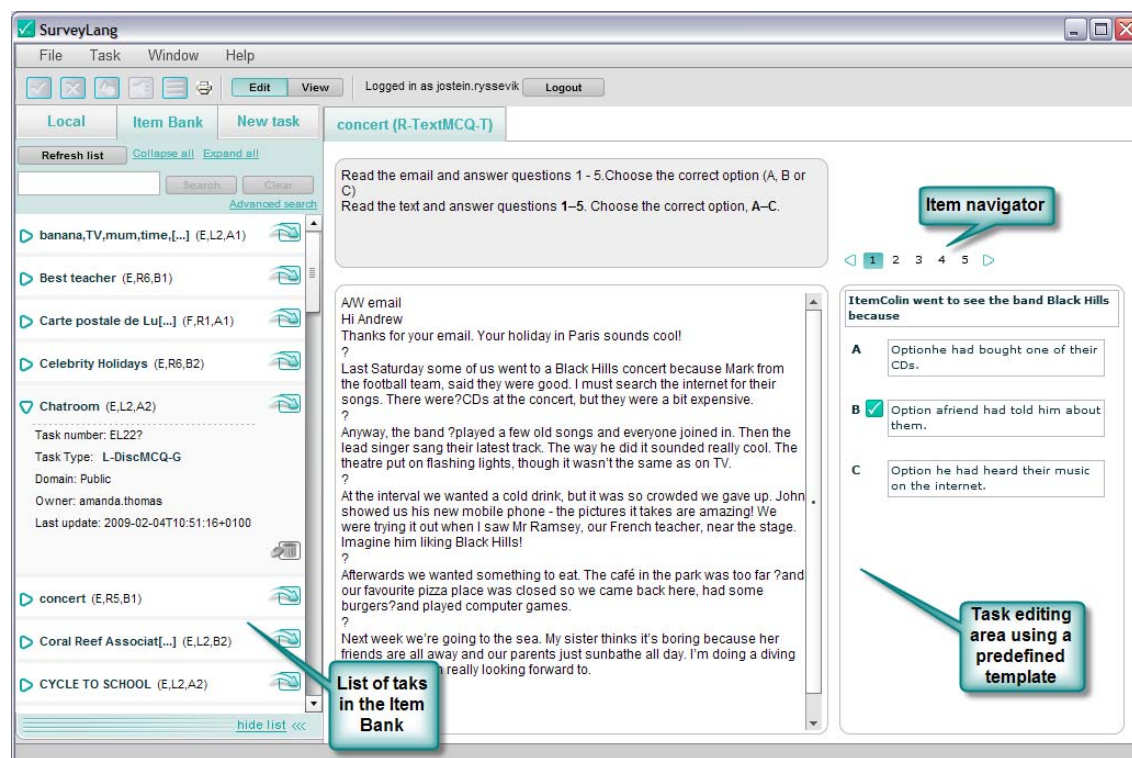 SurveyLang
File Task Window Help
Edit View Logged in as jostein.ryssevik Logout
Local Item Bank New task
Refresh list Collapse all Expand all
Search Clear
Advanced search
banana,TV,mum,time,[...] (E,L2,A1)
Best teacher (E,R6,B1)
Carte postale de Lu[...] (F,R1,A1)
Celebrity Holidays (E,R6,B2)
Chatroom (E,L2,A2)
Task number: EL22?
Task Type: L-DiscMCQ-G
Domain: Public
Owner: amanda.thomas
Last update: 2009-02-04T10:51:16+0100
concert (E,R5,B1)
Coral Reef Associat[...] (E,L2,B2)
CYCLE TO SCHOOL (E,L2,A2)
hide list <<<
List of taks
in the Item
Bank
concert (R-TextMCQ-T)
Read the email and answer questions 1 - 5.Choose the correct option (A, B or
C)
Read the text and answer questions 1–5. Choose the correct option, A–C.
A/W email
Hi Andrew
Thanks for your email. Your holiday in Paris sounds cool!
?
Last Saturday some of us went to a Black Hills concert because Mark from
the football team, said they were good. I must search the internet for their
songs. There were?CDs at the concert, but they were a bit expensive.
?
Anyway, the band ?played a few old songs and everyone joined in. Then the
lead singer sang their latest track. The way he did it sounded really cool. The
theatre put on flashing lights, though it wasn't the same as on TV.
?
At the interval we wanted a cold drink, but it was so crowded we gave up. John
showed us his new mobile phone - the pictures it takes are amazing! We
were trying it out when I saw Mr Ramsey, our French teacher, near the stage.
Imagine him liking Black Hills!
?
Afterwards we wanted something to eat. The café in the park was too far ?and
our favourite pizza place was closed so we came back here, had some
burgers?and played computer games.
?
Next week we're going to the sea. My sister thinks it's boring because her
friends are all away and our parents just sunbathe all day. I'm doing a diving
really looking forward to.
Item navigator
1 2 3 4 5
ItemColin went to see the band Black Hills
because
A Optionhe had bought one of their
CDs.
B Option afriend had told him about
them.
C Option he had heard their music
on the internet.
Task editing
area using a
predefined
template